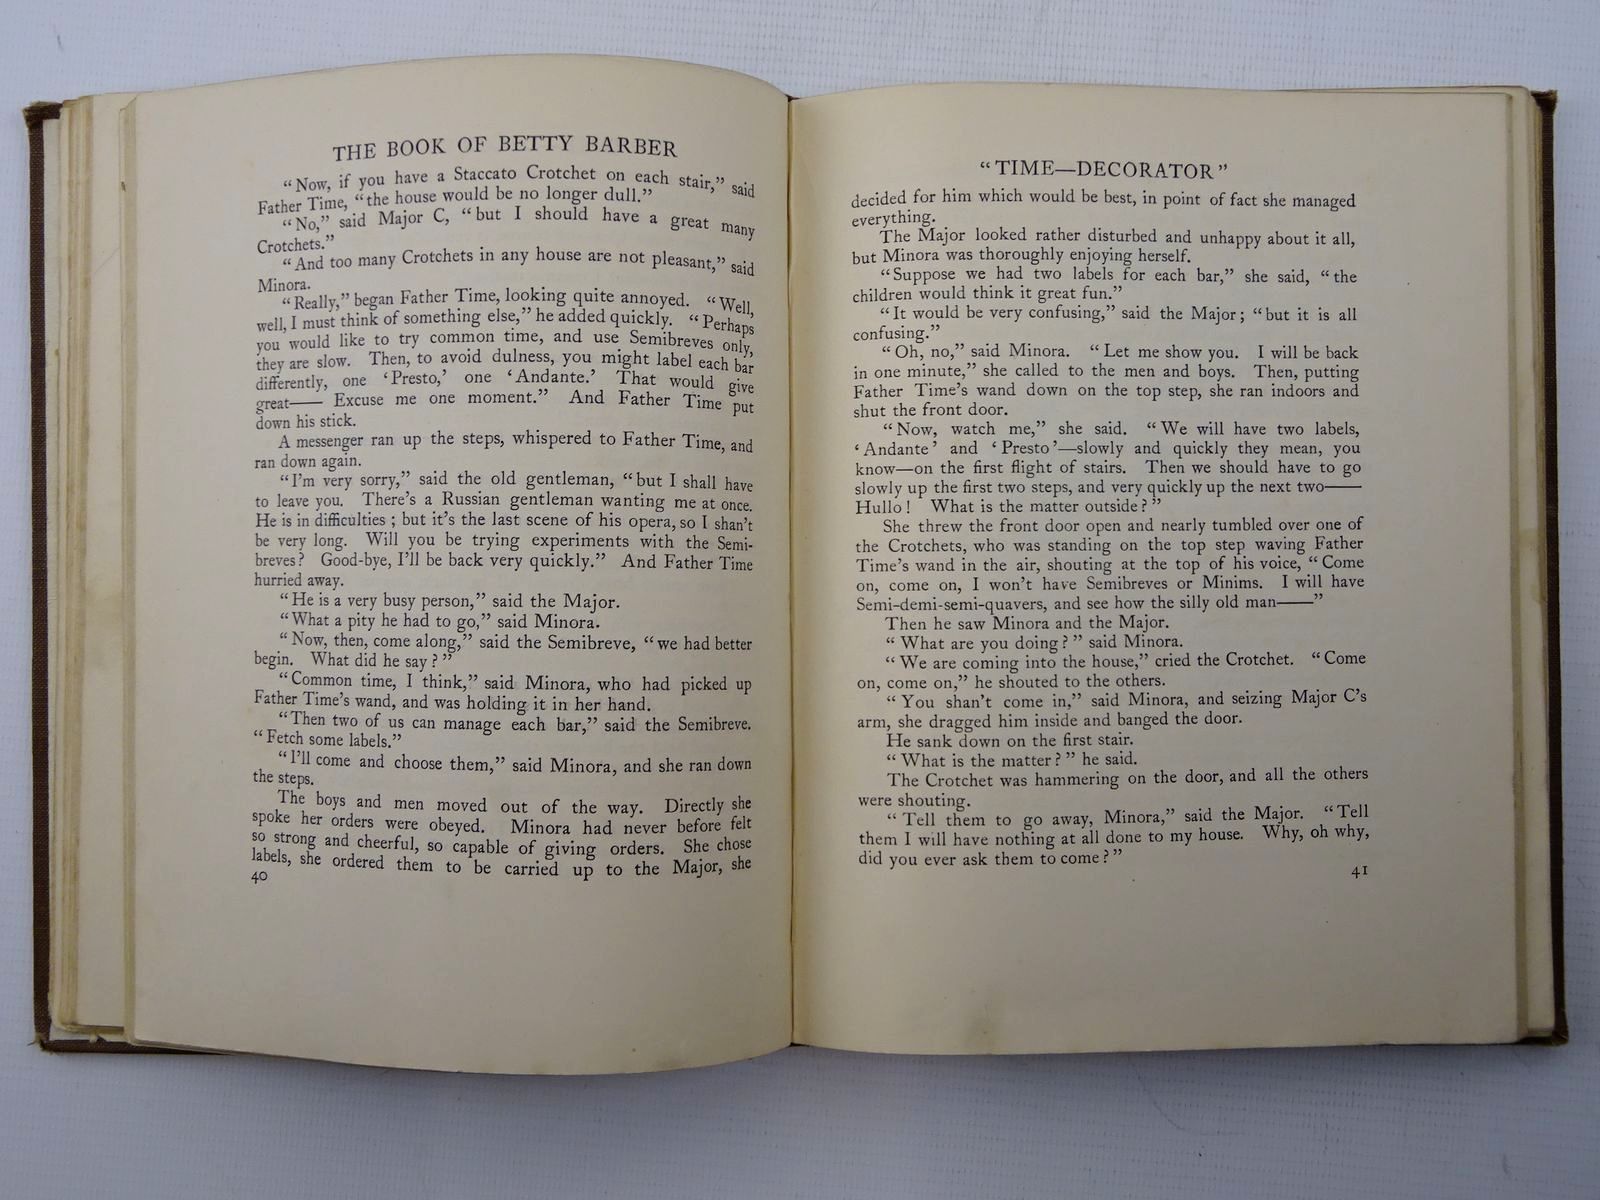 THE BOOK OF BETTY BARBER
“Now, if you have a Staccato Crotchet on each stair,” said
Father Time, “the house would be no longer dull.”
“No,” said Major C, “but I should have a great many
Crotchets.”
“And too many Crotchets in any house are not pleasant,” said
Minora.
“Really,” began Father Time, looking quite annoyed. “Well,
well, I must think of something else,” he added quickly. “Perhaps
you would like to try common time, and use Semibreves only,
they are slow. Then, to avoid dulness, you might label each bar
differently, one ‘Presto,’ one ‘Andante.’ That would give
great—— Excuse me one moment.” And Father Time put
down his stick.
A messenger ran up the steps, whispered to Father Time, and
ran down again.
“I’m very sorry,” said the old gentleman, “but I shall have
to leave you. There’s a Russian gentleman wanting me at once.
He is in difficulties ; but it’s the last scene of his opera, so I shan’t
be very long. Will you be trying experiments with the Semi-
breves? Good-bye, I’ll be back very quickly.” And Father Time
hurried away.
“He is a very busy person,” said the Major.
“What a pity he had to go,” said Minora.
“Now, then, come along,” said the Semibreve, “we had better
begin. What did he say ? ”
“Common time, I think,” said Minora, who had picked up
Father Time’s wand, and was holding it in her hand.
“Then two of us can manage each bar,” said the Semibreve.
“Fetch some labels.”
“I’ll come and choose them,” said Minora, and she ran down
the steps.
The boys and men moved out of the way. Directly she
spoke her orders were obeyed. Minora had never before felt
so strong and cheerful, so capable of giving orders. She chose
labels, she ordered them to be carried up to the Major, she
40
“TIME—DECORATOR”
decided for him which would be best, in point of fact she managed
everything.
The Major looked rather disturbed and unhappy about it all,
but Minora was thoroughly enjoying herself.
“Suppose we had two labels for each bar,” she said, “the
children would think it great fun.”
“It would be very confusing,” said the Major ; “but it is all
confusing.”
“Oh, no,” said Minora. “Let me show you. I will be back
in one minute,” she called to the men and boys. Then, putting
Father Time’s wand down on the top step, she ran indoors and
shut the front door.
“Now, watch me,” she said. “We will have two labels,
‘Andante’ and ‘Presto’—slowly and quickly they mean, you
know—on the first flight of stairs. Then we should have to go
slowly up the first two steps, and very quickly up the next two——
Hullo ! What is the matter outside ? ”
She threw the front door open and nearly tumbled over one of
the Crotchets, who was standing on the top step waving Father
Time’s wand in the air, shouting at the top of his voice, “Come
on, come on, I won’t have Semibreves or Minims. I will have
Semi-demi-semi-quavers, and see how the silly old man——”
Then he saw Minora and the Major.
“What are you doing ? ” said Minora.
“We are coming into the house,” cried the Crotchet. “Come
on, come on,” he shouted to the others.
“You shan’t come in,” said Minora, and seizing Major C’s
arm, she dragged him inside and banged the door.
He sank down on the first stair.
“What is the matter ? ” he said.
The Crotchet was hammering on the door, and all the others
were shouting.
“Tell them to go away, Minora,” said the Major. “Tell
them I will have nothing at all done to my house. Why, oh why,
did you ever ask them to come ? ”
41